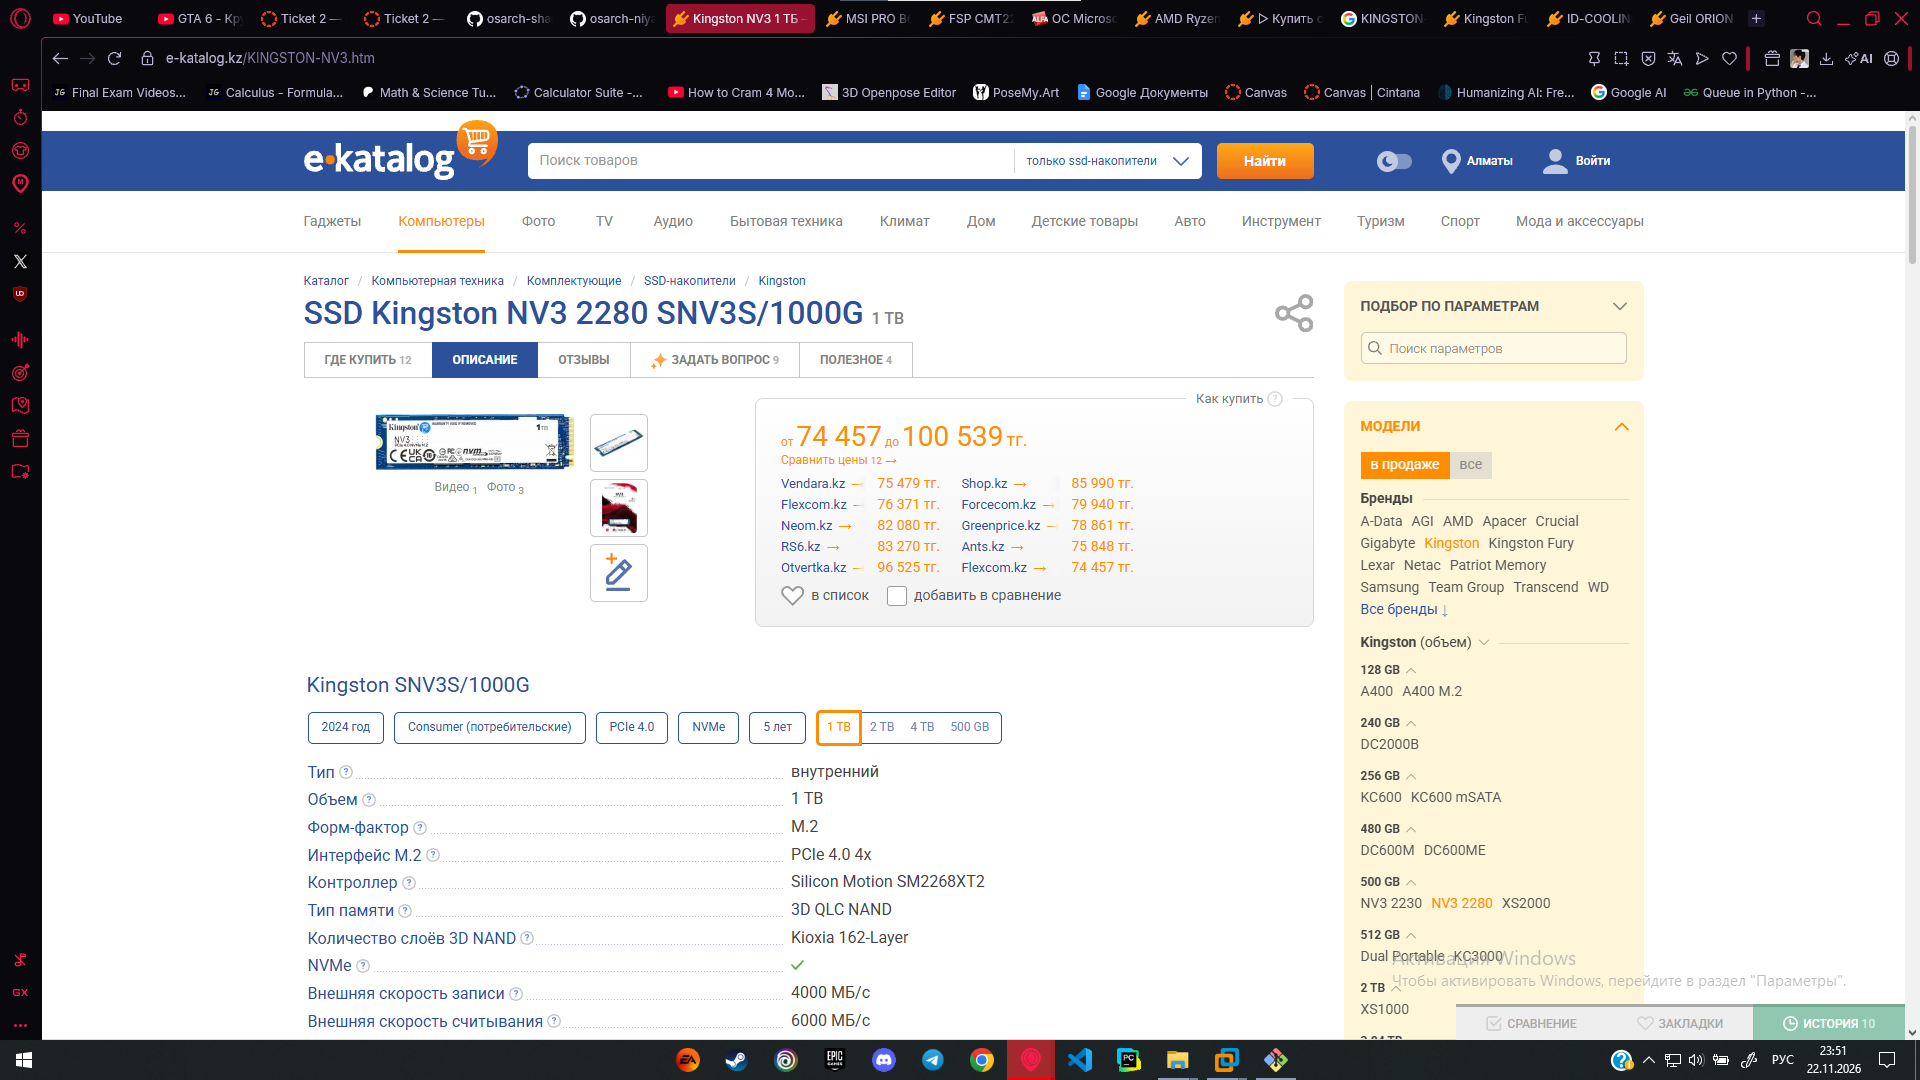 YouTube
GTA 6 - Кр
Ticket 2 —
Ticket 2 —
osarch-sha
osarch-niy
Kingston NV3 1 ТБ -
MSI PRO B
FSP CMT2
ОС Micros
AMD Ryze
▷ Купить с
KINGSTON
Kingston Fu
ID-COOLIN
Geil ORION
e-katalog.kz/KINGSTON-NV3.htm
AI
Final Exam Videos...
Calculus - Formula...
Math & Science Tu...
Calculator Suite -...
How to Cram 4 Mo...
3D Openpose Editor
PoseMy.Art
Google Документы
Canvas
Canvas | Cintana
Humanizing AI: Fre...
Google AI
Queue in Python -...
e·katalog
Поиск товаров
только ssd-накопители
Найти
Алматы
Войти
Гаджеты Компьютеры Фото TV Аудио Бытовая техника Климат Дом Детские товары Авто Инструмент Туризм Спорт Мода и аксессуары
Каталог / Компьютерная техника / Комплектующие / SSD-накопители / Kingston
SSD Kingston NV3 2280 SNV3S/1000G 1 ТВ
ГДЕ КУПИТЬ 12 ОПИСАНИЕ ОТЗЫВЫ ЗАДАТЬ ВОПРОС 9 ПОЛЕЗНОЕ 4
Kingston
NV3
1TB
nvm
Видео 1 Фото 3
Как купить ?
от 74 457 до 100 539 тг.
Сравнить цены 12 →
Vendara.kz → 75 479 тг. Shop.kz → 85 990 тг.
Flexcom.kz → 76 371 тг. Forcecom.kz → 79 940 тг.
Neom.kz → 82 080 тг. Greenprice.kz → 78 861 тг.
RS6.kz → 83 270 тг. Ants.kz → 75 848 тг.
Otvertka.kz → 96 525 тг. Flexcom.kz → 74 457 тг.
в список добавить в сравнение
Kingston SNV3S/1000G
2024 год Consumer (потребительские) PCIe 4.0 NVMe 5 лет 1 ТВ 2 ТВ 4 ТВ 500 GB
Тип ? внутренний
Объем ? 1 ТВ
Форм-фактор ? M.2
Интерфейс M.2 ? PCIe 4.0 4x
Контроллер ? Silicon Motion SM2268XT2
Тип памяти ? 3D QLC NAND
Количество слоёв 3D NAND ? Kioxia 162-Layer
NVMe ? ✓
Внешняя скорость записи ? 4000 МБ/с
Внешняя скорость считывания ? 6000 МБ/с
ПОДБОР ПО ПАРАМЕТРАМ
Поиск параметров
МОДЕЛИ
в продаже все
Бренды
A-Data AGI AMD Apacer Crucial
Gigabyte Kingston Kingston Fury
Lexar Netac Patriot Memory
Samsung Team Group Transcend WD
Все бренды ↓
Kingston (объем)
128 GB
A400 A400 M.2
240 GB
DC2000B
256 GB
KC600 KC600 mSATA
480 GB
DC600M DC600ME
500 GB
NV3 2230 NV3 2280 XS2000
512 GB
Dual Portable KC3000
2 TB
XS1000
Активация Windows
Чтобы активировать Windows, перейдите в раздел "Параметры".
СРАВНЕНИЕ ЗАКЛАДКИ ИСТОРИЯ 10
GX
EPIC GAMES
РУС
23:51
22.11.2026